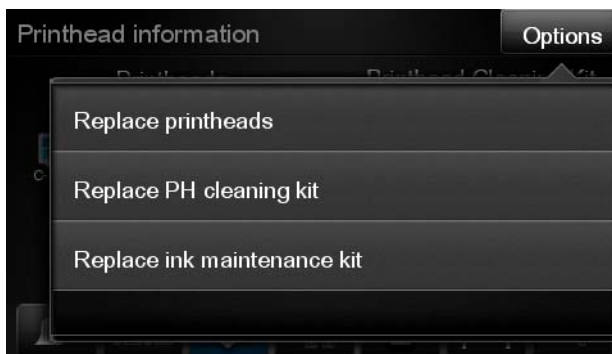 Printhead information
Options
Replace printheads
Replace PH cleaning kit
Replace ink maintenance kit